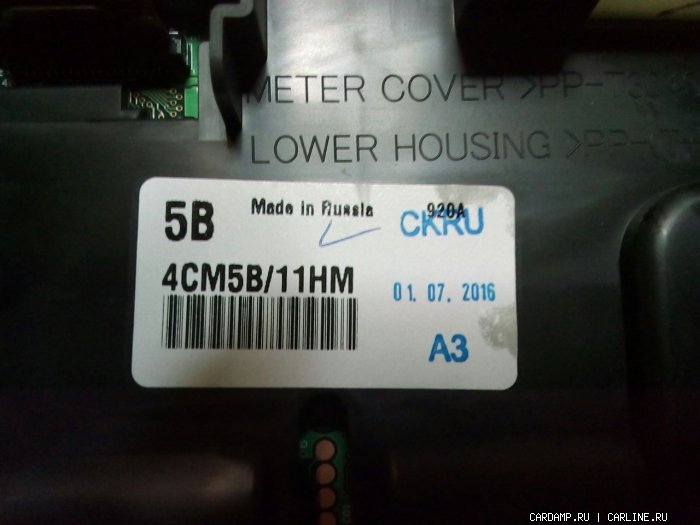 METER COVER >PP-T
LOWER HOUSING >PP-
5B
Made in Russia
920A
CKRU
4CM5B/11HM
01. 07. 2016
A3
CARDAMP.RU | CARLINE.RU